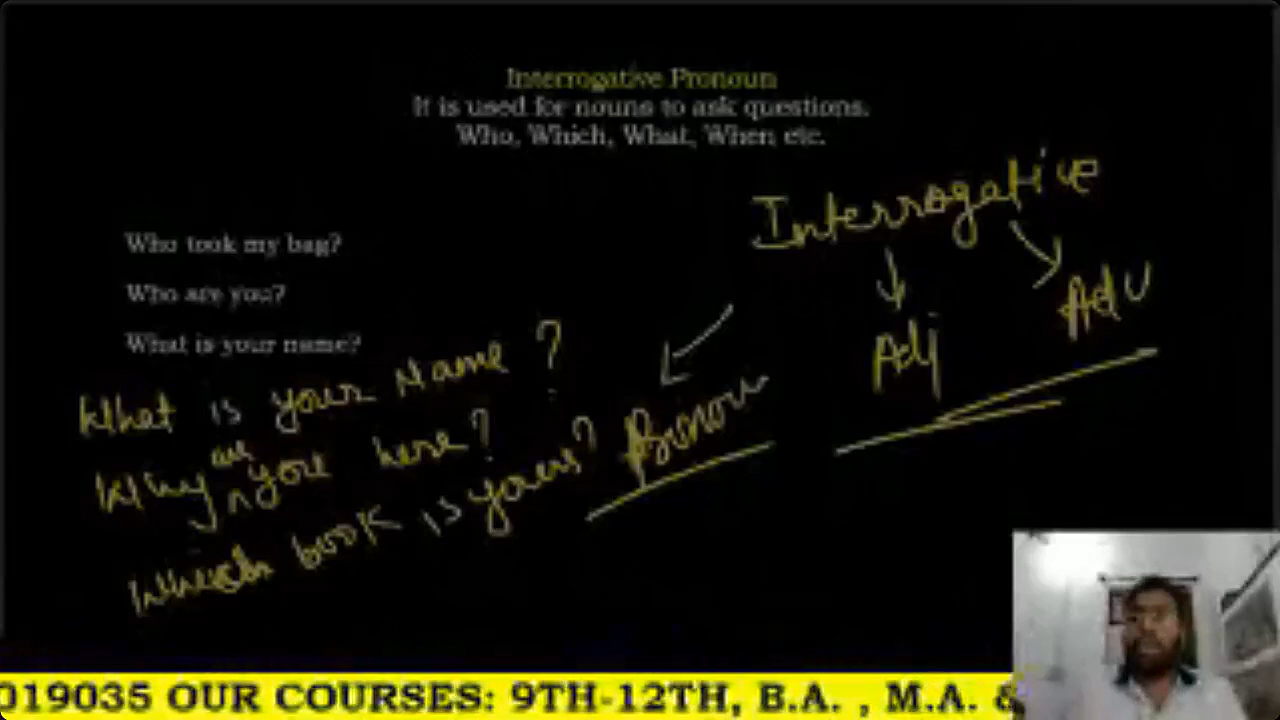 Interrogative Pronoun
It is used for nouns to ask questions.
Who, Which, What, When etc.
Interrogative
Who took my bag?
Who are you?
What is your name?
Adj
Adv
What is your Name ?
Why are you here?
Which book is yours?
019035 OUR COURSES: 9TH-12TH, B.A. , M.A. &